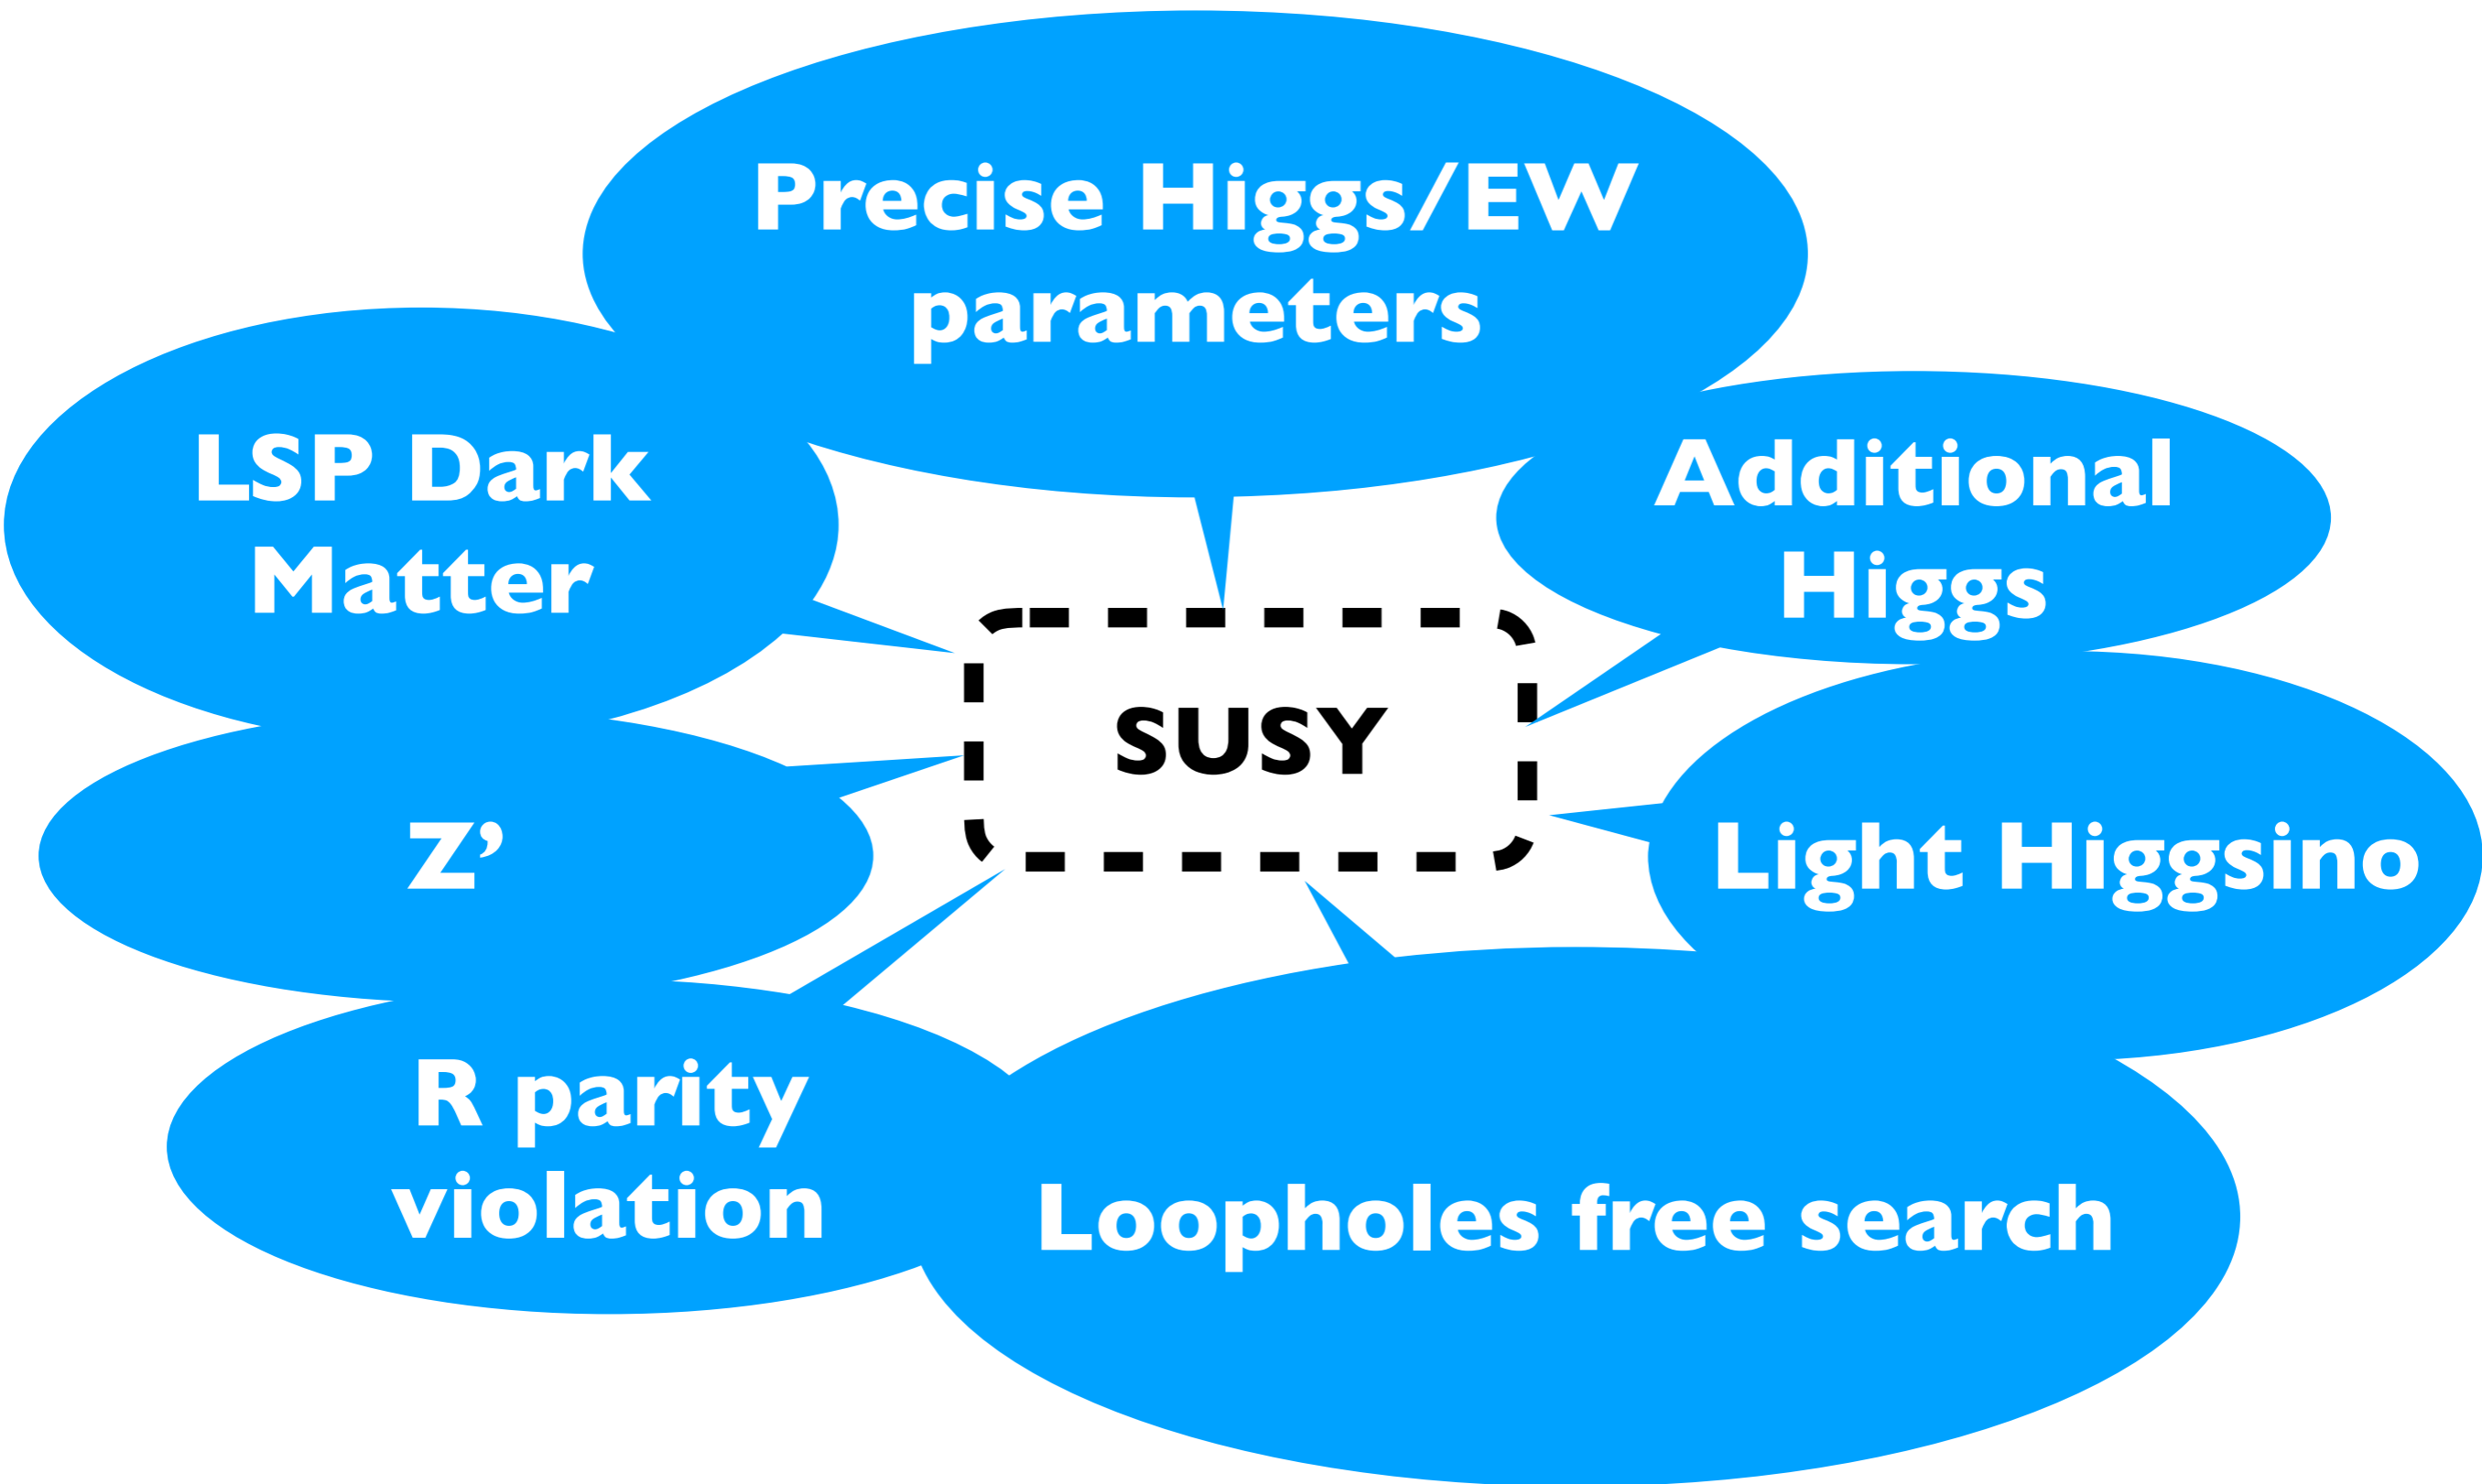 Precise Higgs/EW
parameters
LSP Dark
Matter
Additional
Higgs
SUSY
Z’
Light Higgsino
R parity
violation
Loopholes free search